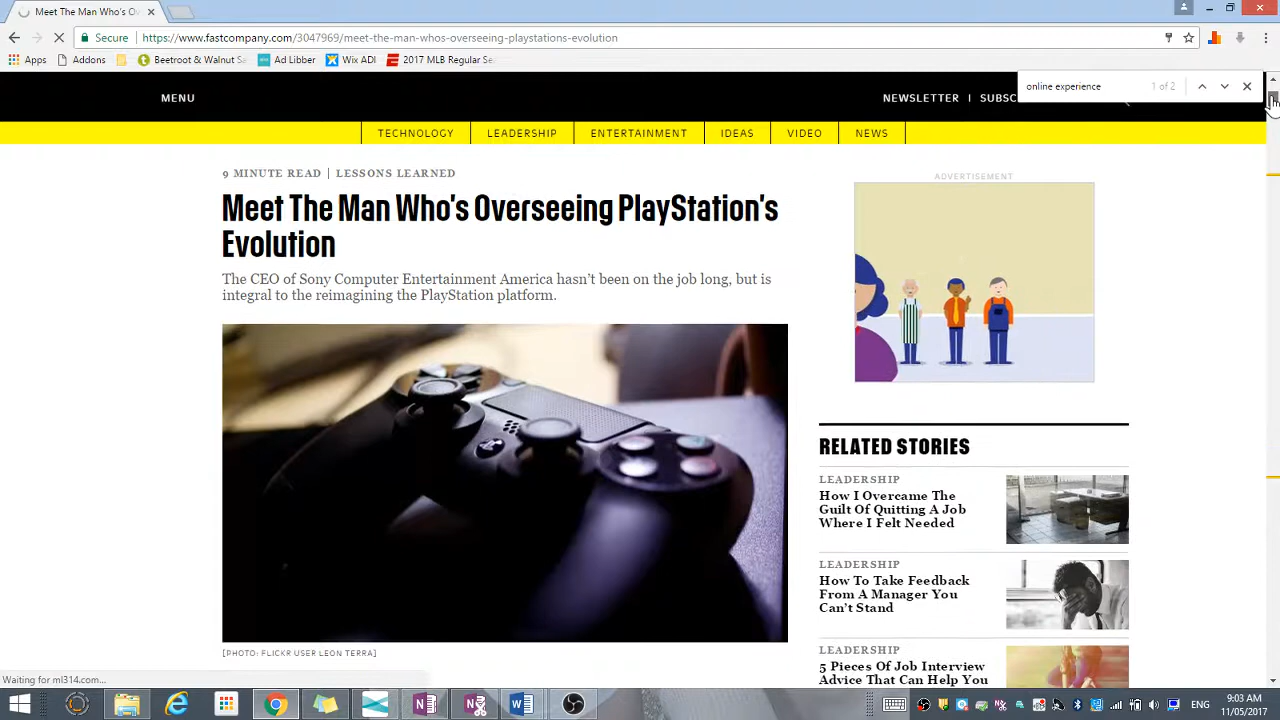 Meet The Man Who's Ov
Secure https://www.fastcompany.com/3047969/meet-the-man-whos-overseeing-playstations-evolution
Apps Addons Beetroot & Walnut Sa Ad Libber Wix ADI 2017 MLB Regular Se
online experience 1 of 2
MENU NEWSLETTER | SUBSC
TECHNOLOGY LEADERSHIP ENTERTAINMENT IDEAS VIDEO NEWS
9 MINUTE READ | LESSONS LEARNED
Meet The Man Who's Overseeing PlayStation's
Evolution
The CEO of Sony Computer Entertainment America hasn't been on the job long, but is
integral to the reimagining the PlayStation platform.
[PHOTO: FLICKR USER LEON TERRA]
ADVERTISEMENT
RELATED STORIES
LEADERSHIP
How I Overcame The
Guilt Of Quitting A Job
Where I Felt Needed
LEADERSHIP
How To Take Feedback
From A Manager You
Can't Stand
LEADERSHIP
5 Pieces Of Job Interview
Advice That Can Help You
Waiting for ml314.com...
ENG
9:03 AM
11/05/2017